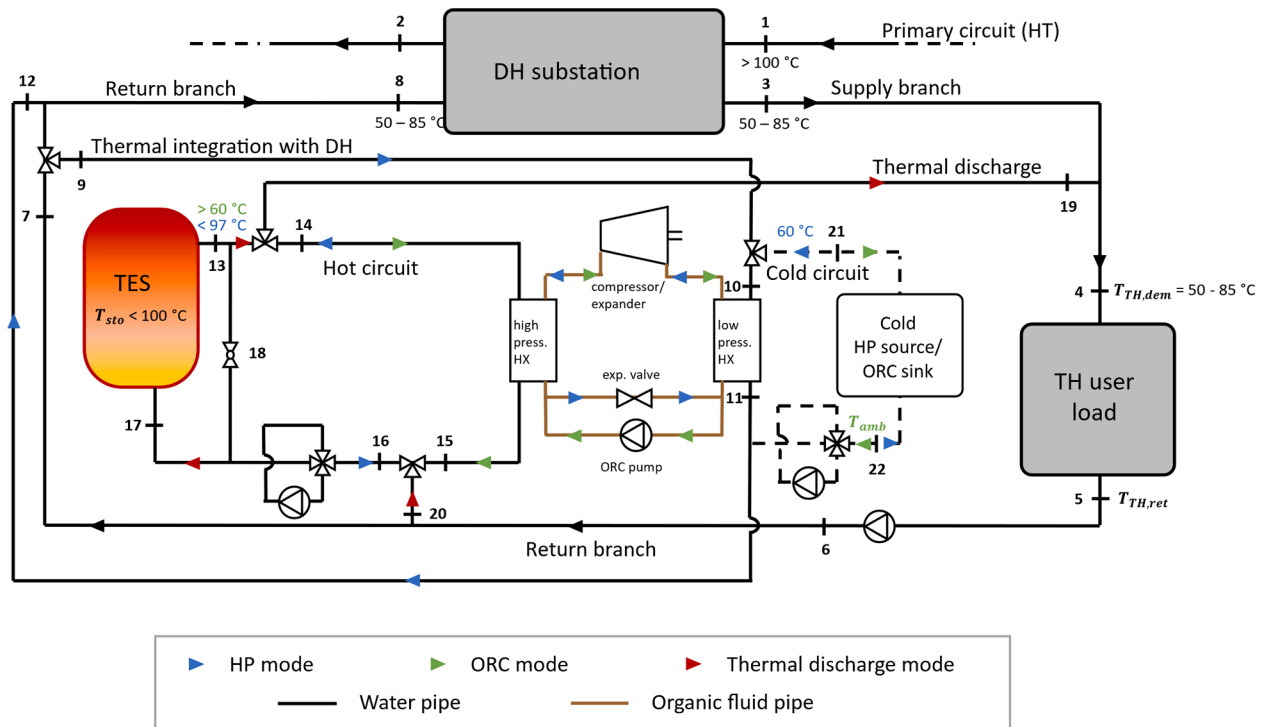 2
1
Primary circuit (HT)
DH substation
> 100 °C
12
Return branch
8
3
Supply branch
50 – 85 °C
50 – 85 °C
Thermal integration with DH
9
Thermal discharge
19
7
> 60 °C
< 97 °C
14
13
Hot circuit
60 °C
21
Cold circuit
compressor/
expander
10
TES
T_sto < 100 °C
4
T_TH,dem = 50 - 85 °C
high
press.
HX
low
press.
HX
Cold
HP source/
ORC sink
18
exp. valve
11
TH user
load
17
16
15
ORC pump
T_amb
22
20
5
T_TH,ret
6
Return branch
HP mode
ORC mode
Thermal discharge mode
Water pipe
Organic fluid pipe